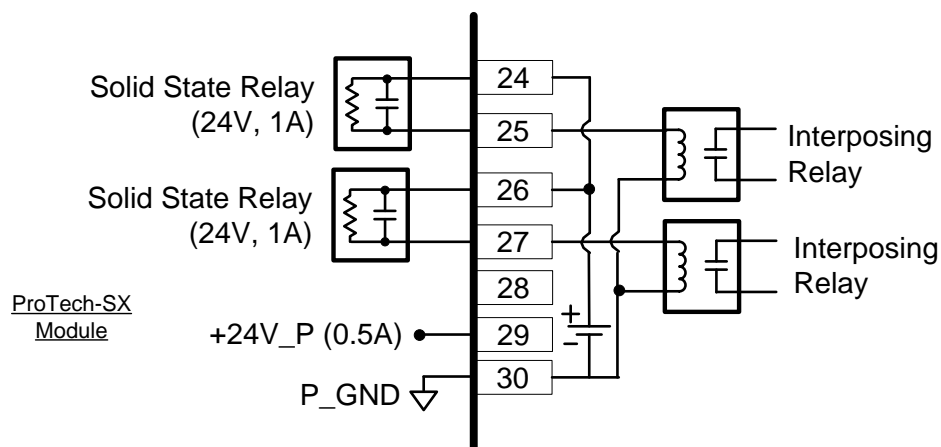 Solid State Relay
(24V, 1A)
24
25
Interposing
Relay
Solid State Relay
(24V, 1A)
26
27
Interposing
Relay
28
ProTech-SX
Module
+24V_P (0.5A)
29
+
–
P_GND
30